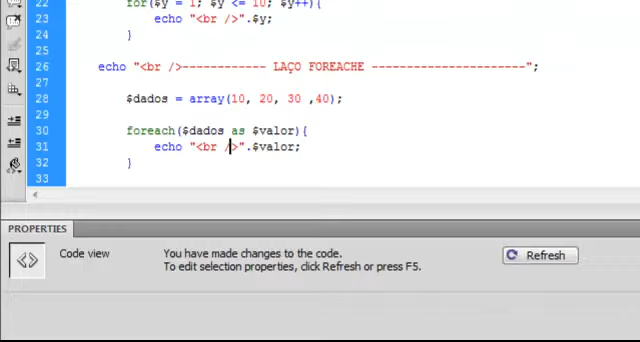 22 for($y = 1; $y <= 10; $y++){
23 echo "<br />".$y;
24 }
25
26 echo "<br />------------ LAÇO FOREACHE ----------------------";
27
28 $dados = array(10, 20, 30 ,40);
29
30 foreach($dados as $valor){
31 echo "<br />".$valor;
32 }
33
PROPERTIES
Code view
You have made changes to the code.
To edit selection properties, click Refresh or press F5.
Refresh